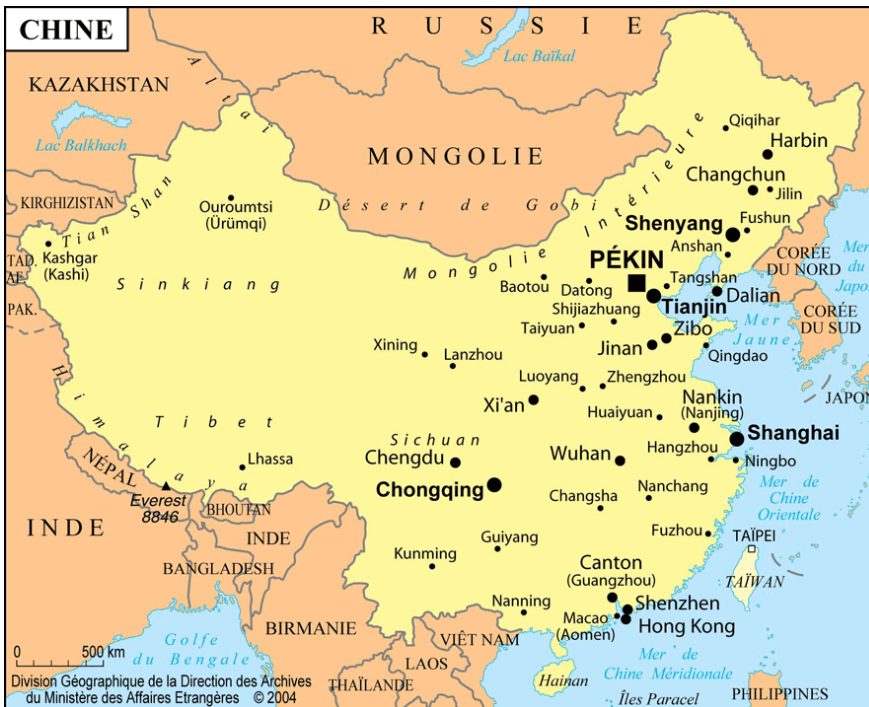 CHINE
RUSSIE
Lac Baïkal
Altaï
KAZAKHSTAN
Lac Balkhach
MONGOLIE
Qiqihar
Harbin
Changchun
Jilin
KIRGHIZISTAN
Tian Shan
Ouroumtsi
(Ürümqi)
Désert de Gobi
Mongolie Intérieure
Shenyang
Fushun
Anshan
TAD.
AF.
Kashgar
(Kashi)
Sinkiang
PÉKIN
Tangshan
CORÉE
DU NORD
Mer
du
Japon
PAK.
Baotou
Datong
Tianjin
Dalian
Shijiazhuang
Taiyuan
Zibo
Mer
Jaune
CORÉE
DU SUD
Xining
Lanzhou
Jinan
Qingdao
Himalaya
Luoyang
Zhengzhou
JAPON
Xi'an
Huaiyuan
Nankin
(Nanjing)
Tibet
Sichuan
Shanghai
Chengdu
Wuhan
Hangzhou
Ningbo
NÉPAL
Lhassa
Chongqing
Nanchang
Mer de
Chine
Orientale
Everest
8846
BHOUTAN
Changsha
INDE
INDE
Guiyang
Fuzhou
TAÏPEI
BANGLADESH
Kunming
Canton
(Guangzhou)
TAÏWAN
Nanning
Shenzhen
Macao
(Aomen)
Hong Kong
BIRMANIE
VIÊT NAM
Golfe
du Bengale
LAOS
Mer de
Chine Méridionale
0 500 km
THAÏLANDE
Hainan
Îles Paracel
PHILIPPINES
Division Géographique de la Direction des Archives
du Ministère des Affaires Etrangères © 2004